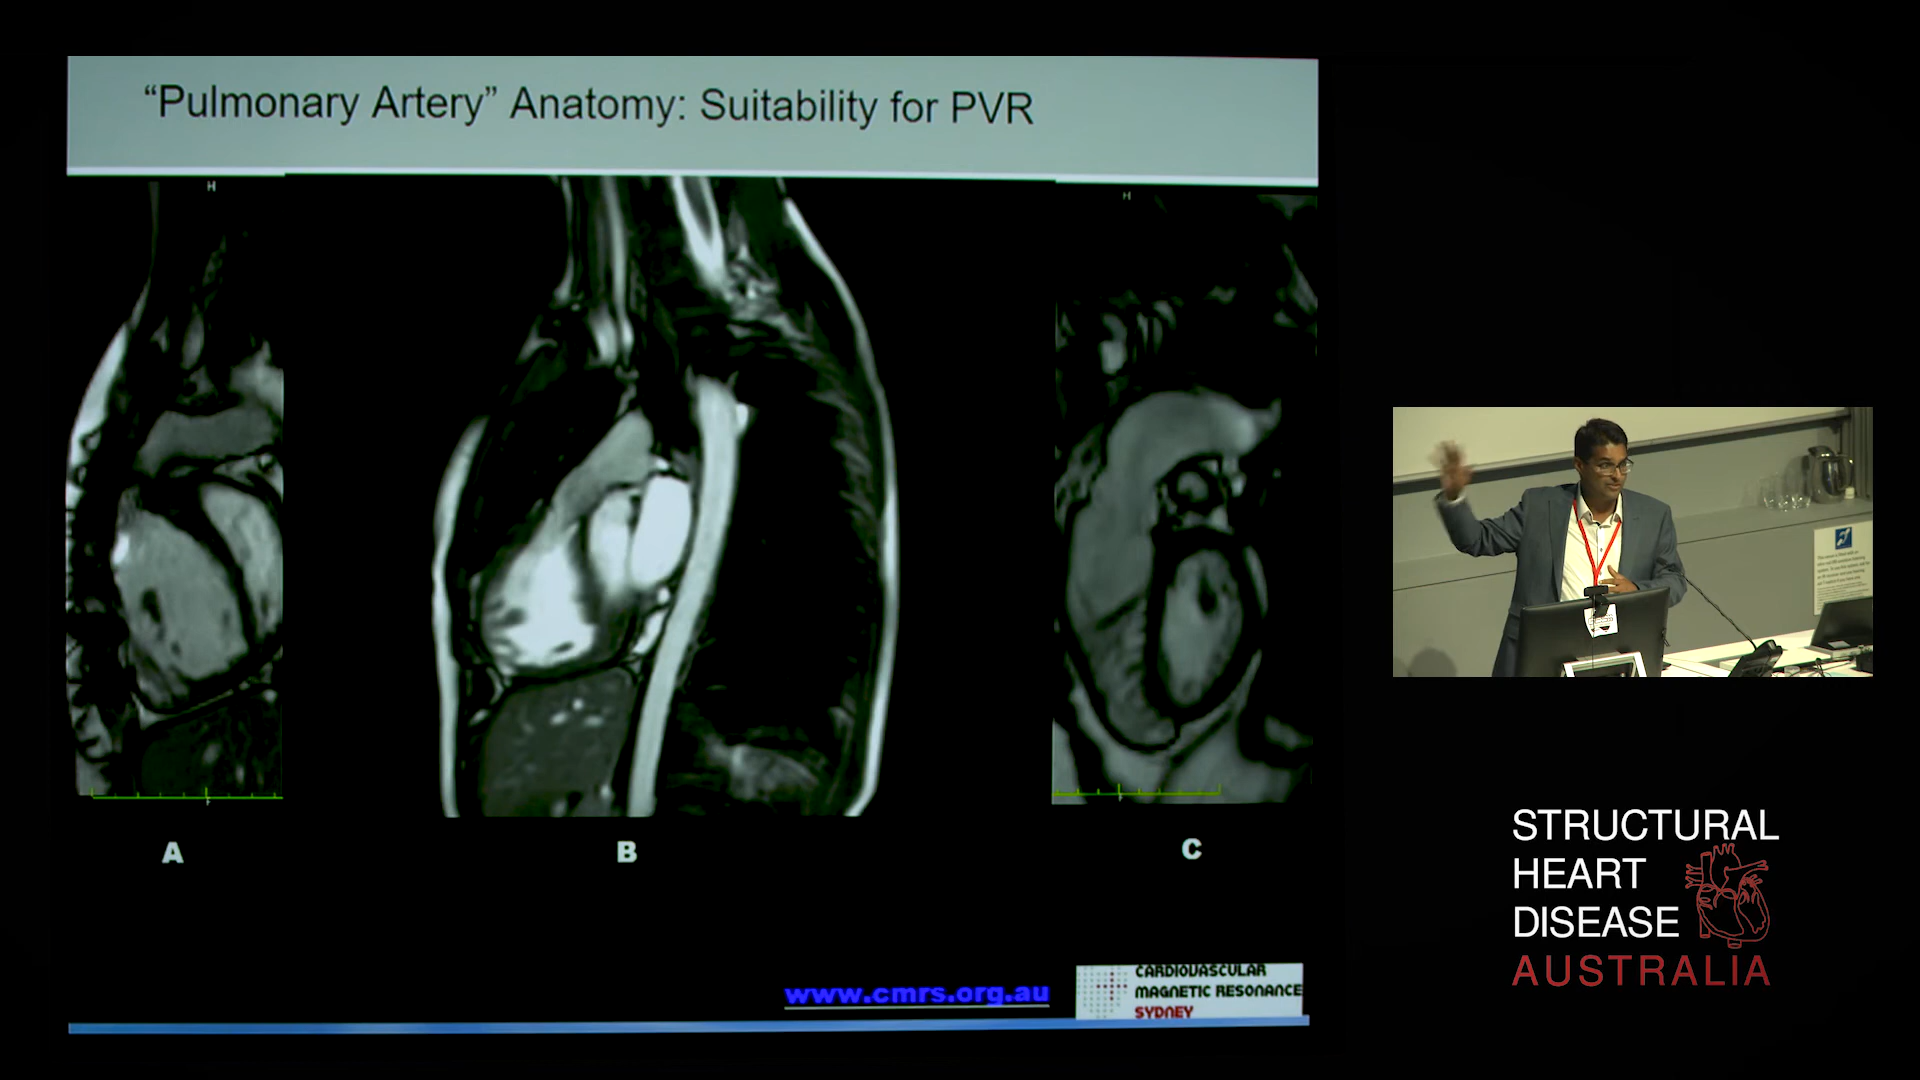 “Pulmonary Artery” Anatomy: Suitability for PVR
H
H
A
B
C
www.cmrs.org.au
CARDIOVASCULAR
MAGNETIC RESONANCE
SYDNEY
STRUCTURAL
HEART
DISEASE
AUSTRALIA